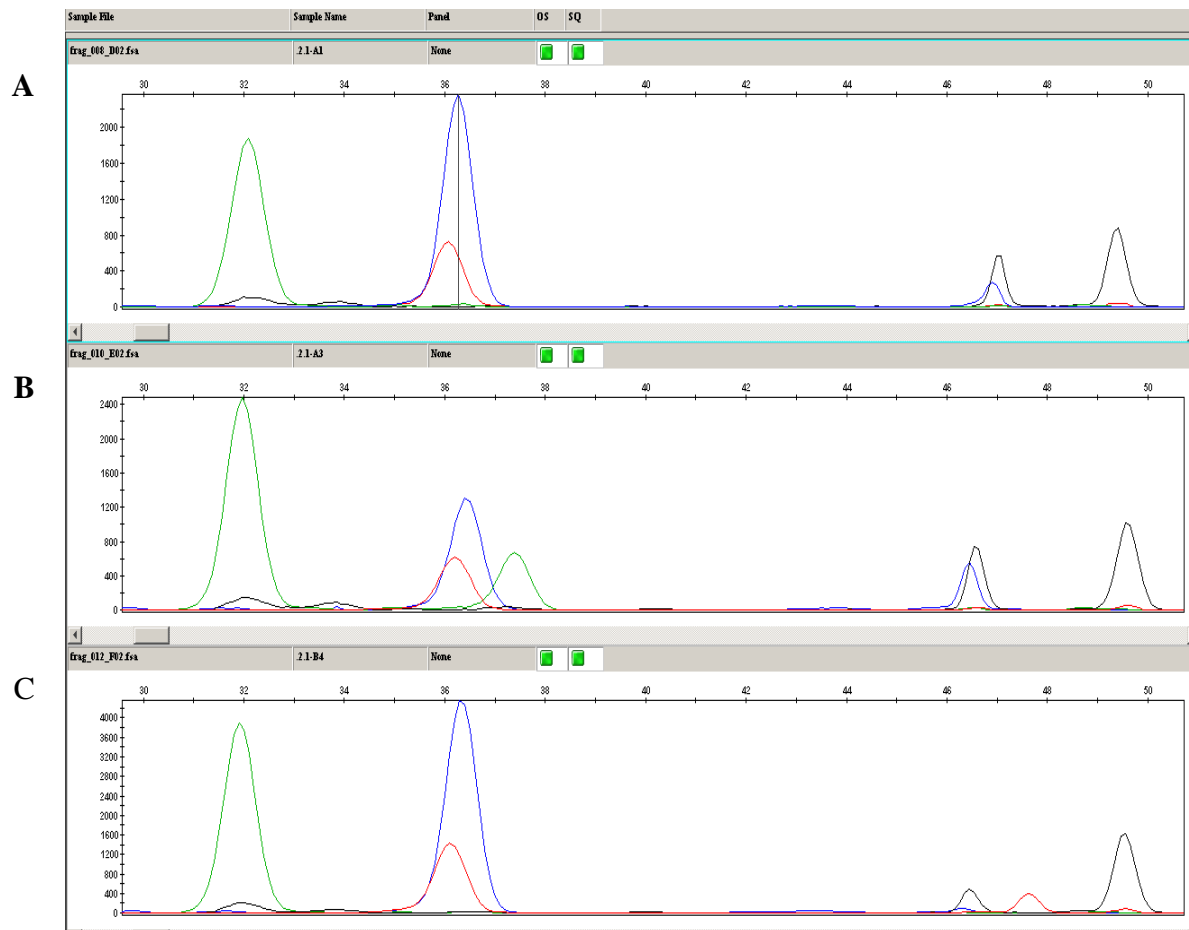 Sample File Sample Name Panel OS SQ
frag_008_D02.fsa .2.1-A1 None
A
30 32 34 36 38 40 42 44 46 48 50
2000
1600
1200
800
400
0
frag_010_E02.fsa .2.1-A3 None
B
30 32 34 36 38 40 42 44 46 48 50
2400
2000
1600
1200
800
400
0
frag_012_F02.fsa .2.1-B4 None
C
30 32 34 36 38 40 42 44 46 48 50
4000
3600
3200
2800
2400
2000
1600
1200
800
400
0